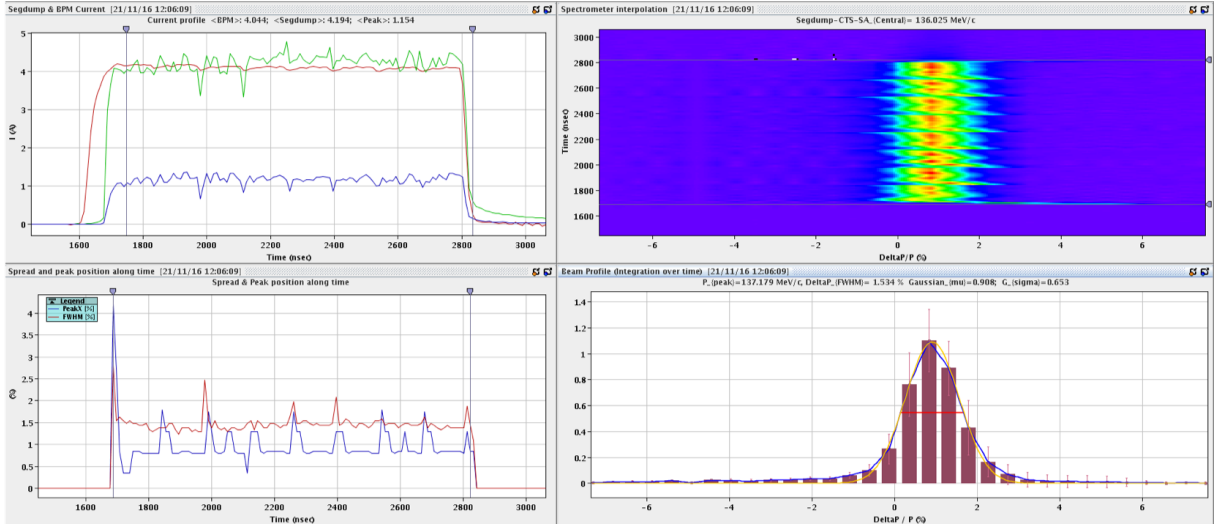 Segdump & BPM Current [21/11/16 12:06:09]
Current profile <BPM>: 4.044; <Segdump>: 4.194; <Peak>: 1.154
5
4
3
2
1
0
I (A)
1600 1800 2000 2200 2400 2600 2800 3000
Time (nsec)
Spectrometer interpolation [21/11/16 12:06:09]
Segdump-CTS-SA_(Central)= 136.025 MeV/c
3000
2800
2600
2400
2200
2000
1800
1600
Time (nsec)
-6 -4 -2 0 2 4 6
DeltaP/P (%)
Spread and peak position along time [21/11/16 12:06:09]
Spread & Peak position along time
Legend
PeakX [%]
FWHM [%]
4
3.5
3
2.5
2
1.5
1
0.5
0
(%)
1600 1800 2000 2200 2400 2600 2800 3000
Time (nsec)
Beam Profile (Integration over time) [21/11/16 12:06:09]
P_(peak)=137.179 MeV/c, DeltaP_(FWHM)= 1.534 % Gaussian_(mu)=0.908; G_(sigma)=0.653
1.4
1.2
1
0.8
0.6
0.4
0.2
0
-6 -4 -2 0 2 4 6
DeltaP / P (%)